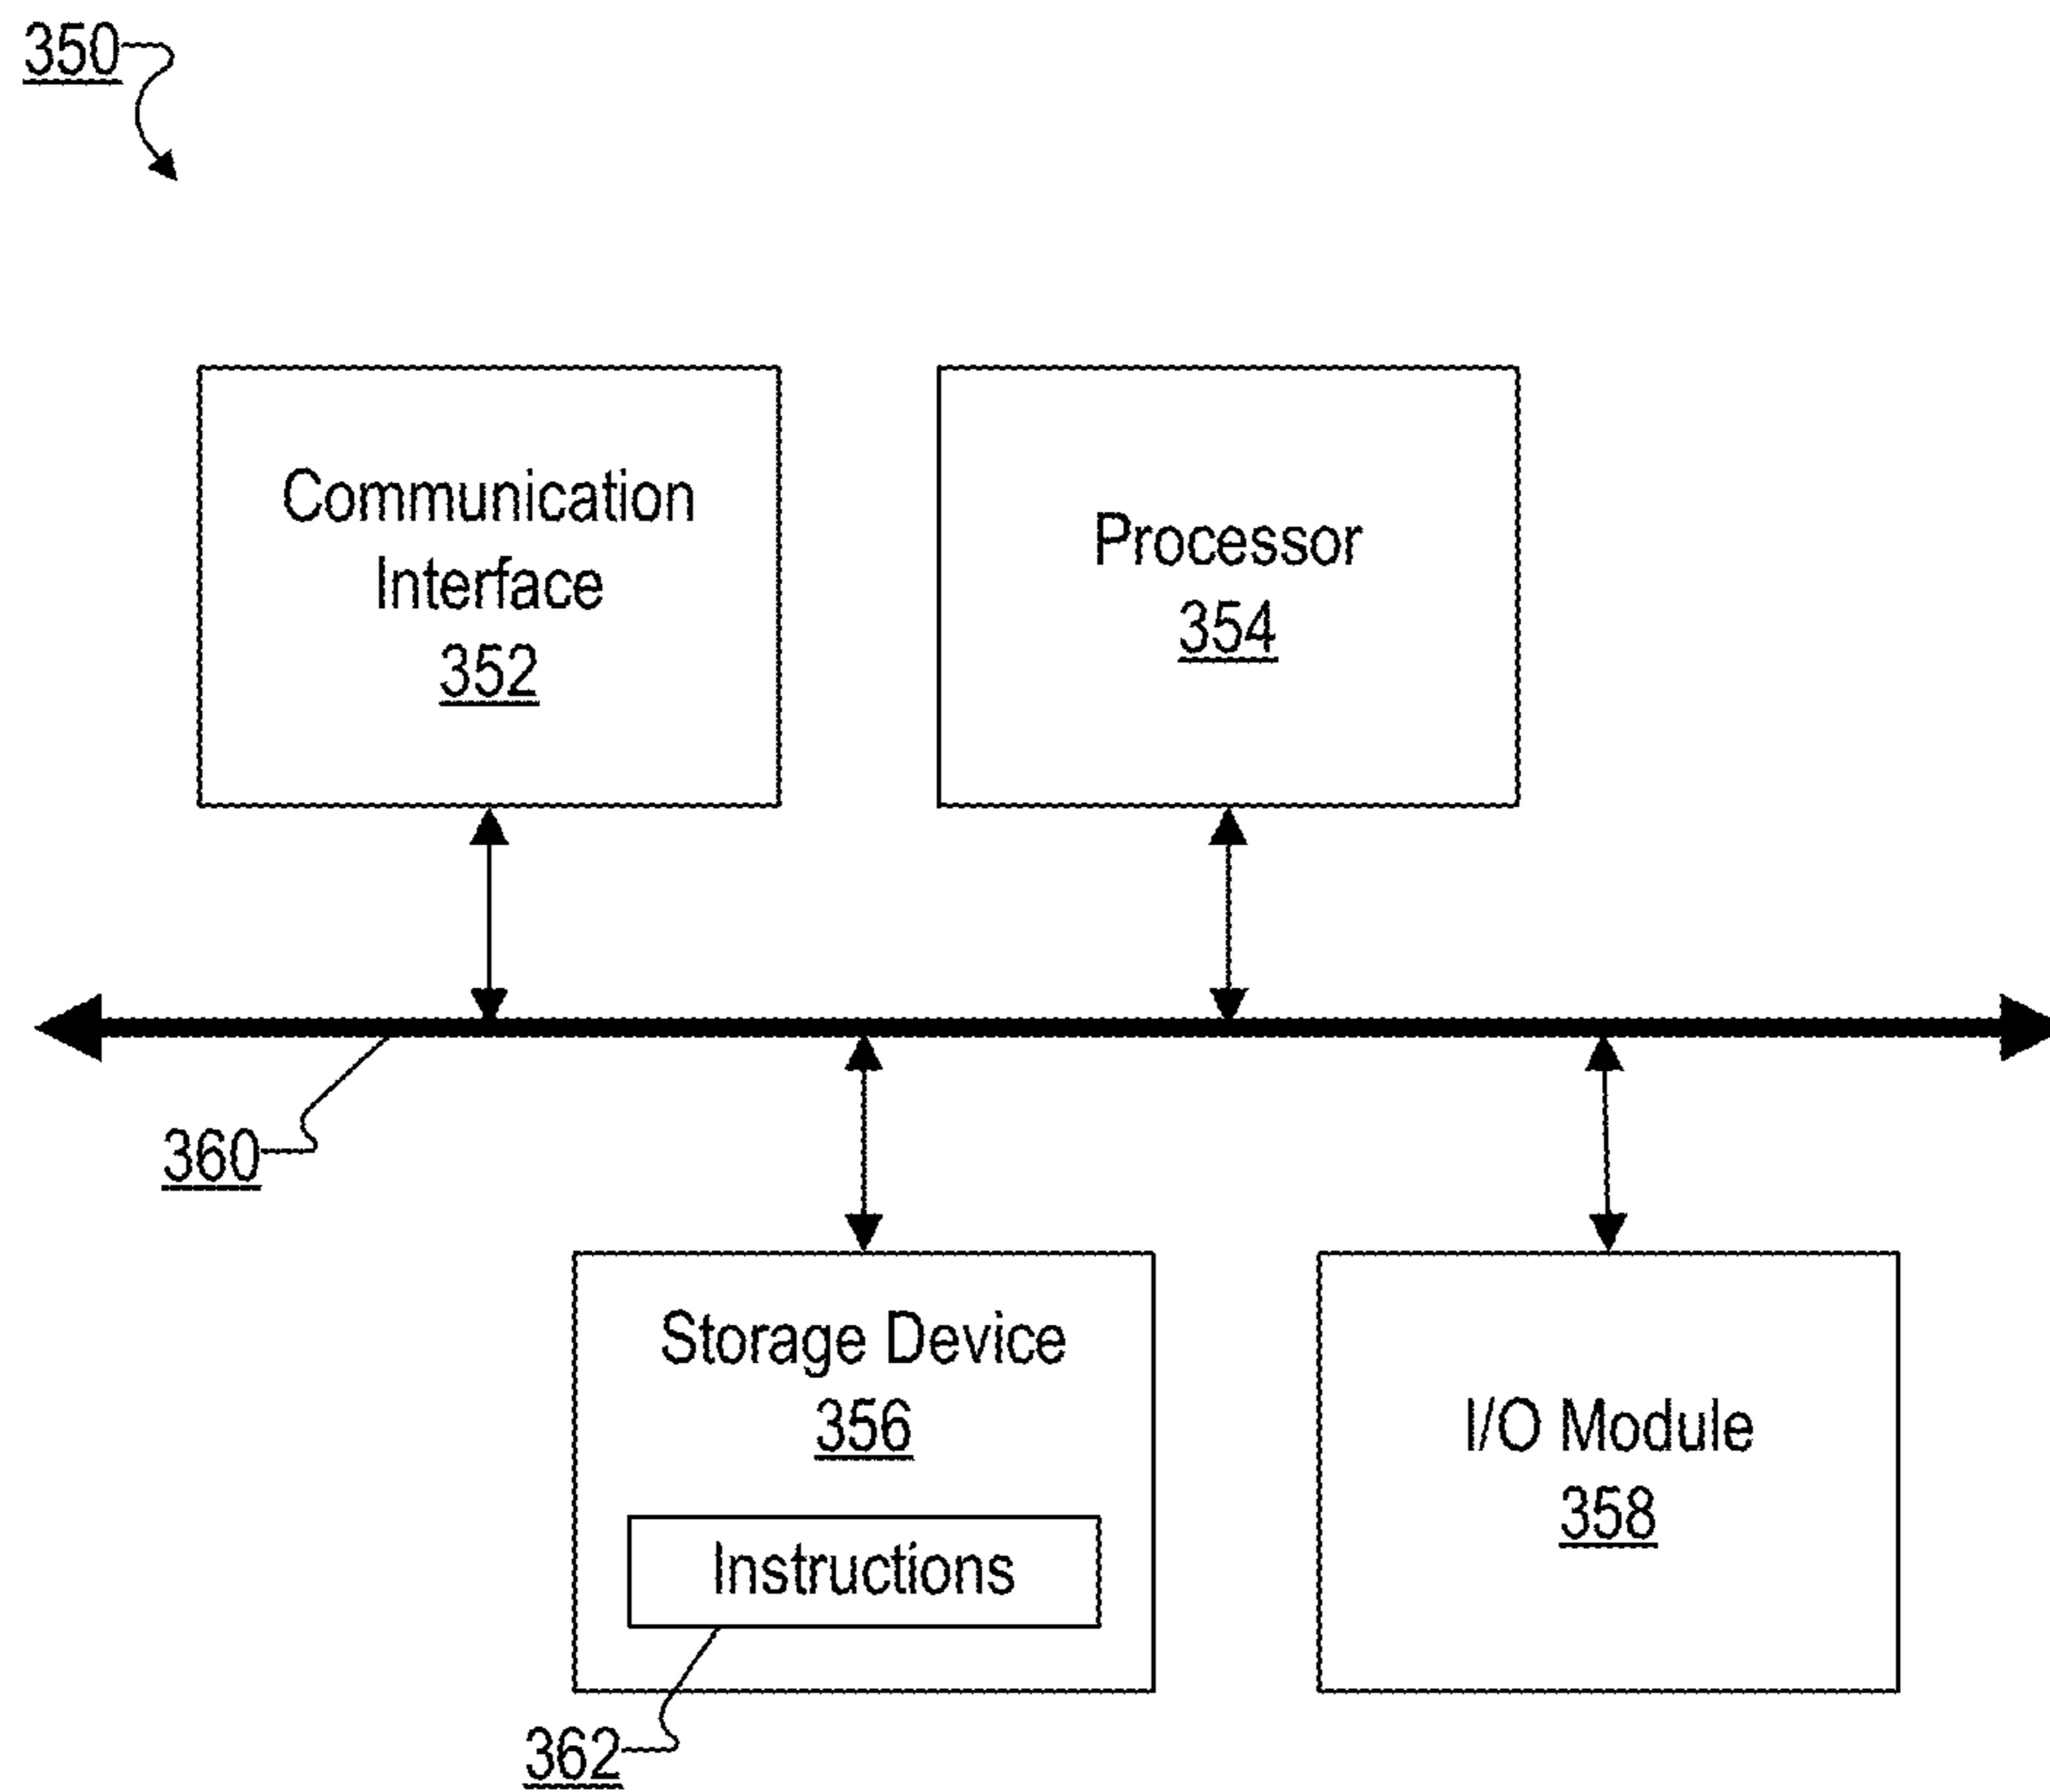 350
Communication
Interface
352
Processor
354
360
Storage Device
356
Instructions
362
I/O Module
358